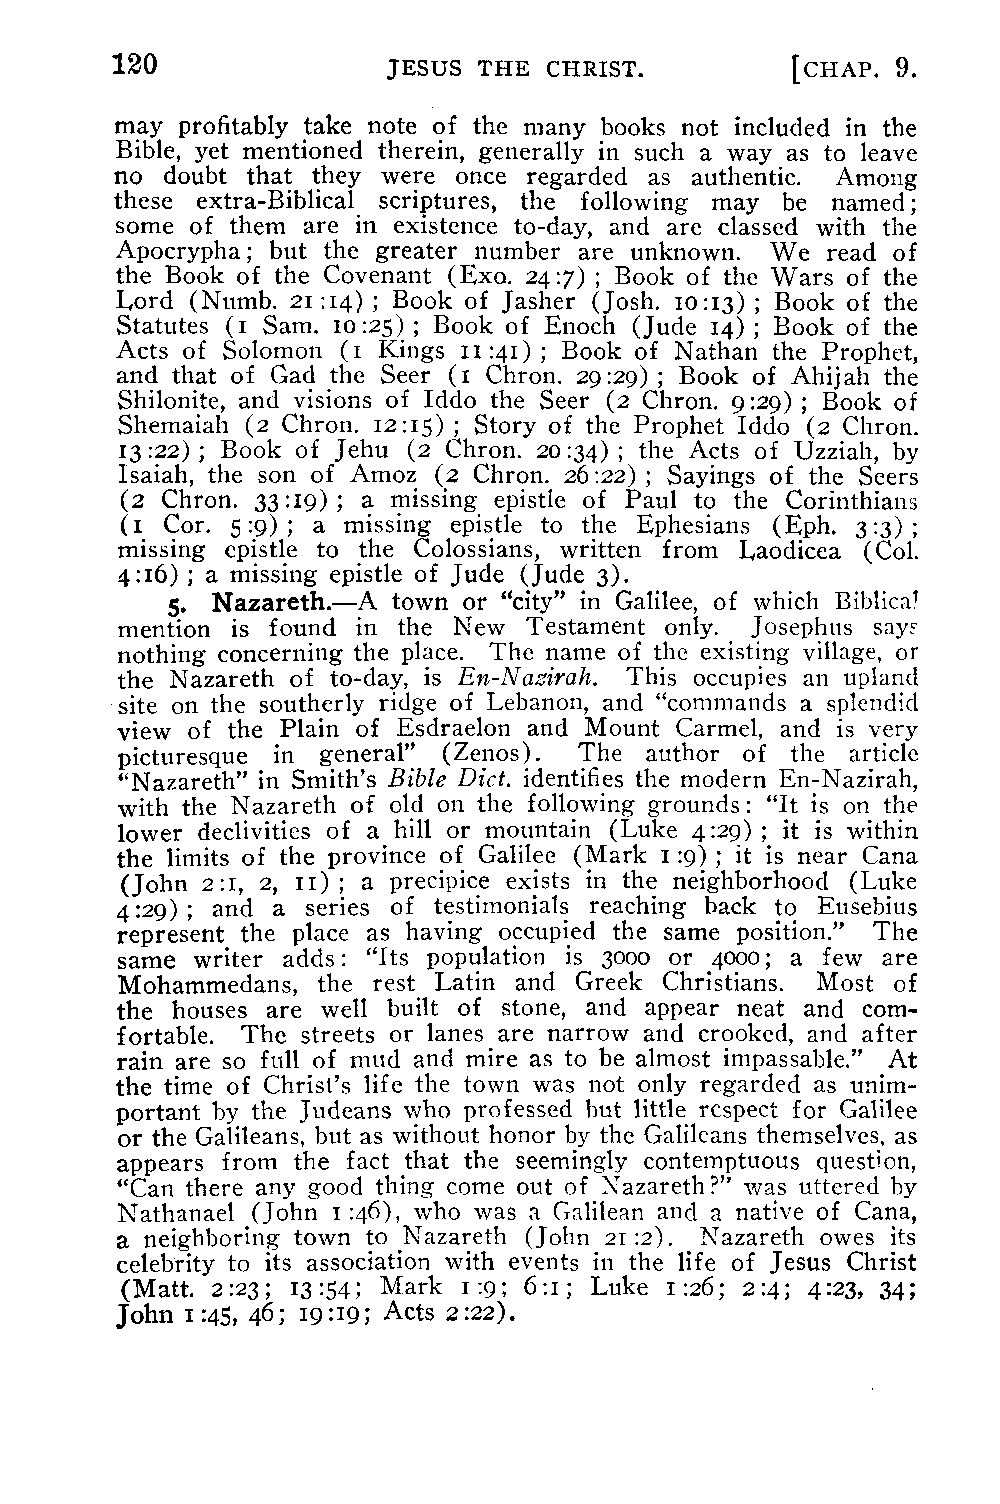 120 JESUS THE CHRIST. [CHAP. 9.
may profitably take note of the many books not included in the
Bible, yet mentioned therein, generally in such a way as to leave
no doubt that they were once regarded as authentic. Among
these extra-Biblical scriptures, the following may be named;
some of them are in existence to-day, and are classed with the
Apocrypha; but the greater number are unknown. We read of
the Book of the Covenant (Exo. 24:7) ; Book of the Wars of the
Lord (Numb. 21:14) ; Book of Jasher (Josh. 10:13) ; Book of the
Statutes (1 Sam. 10:25) ; Book of Enoch (Jude 14) ; Book of the
Acts of Solomon (1 Kings 11:41) ; Book of Nathan the Prophet,
and that of Gad the Seer (1 Chron. 29:29) ; Book of Ahijah the
Shilonite, and visions of Iddo the Seer (2 Chron. 9:29) ; Book of
Shemaiah (2 Chron. 12:15) ; Story of the Prophet Iddo (2 Chron.
13:22) ; Book of Jehu (2 Chron. 20:34) ; the Acts of Uzziah, by
Isaiah, the son of Amoz (2 Chron. 26:22) ; Sayings of the Seers
(2 Chron. 33:19) ; a missing epistle of Paul to the Corinthians
(1 Cor. 5:9) ; a missing epistle to the Ephesians (Eph. 3:3) ;
missing epistle to the Colossians, written from Laodicea (Col.
4:16) ; a missing epistle of Jude (Jude 3).
5. Nazareth.—A town or “city” in Galilee, of which Biblical
mention is found in the New Testament only. Josephus says
nothing concerning the place. The name of the existing village, or
the Nazareth of to-day, is En-Nazirah. This occupies an upland
site on the southerly ridge of Lebanon, and “commands a splendid
view of the Plain of Esdraelon and Mount Carmel, and is very
picturesque in general” (Zenos). The author of the article
“Nazareth” in Smith’s Bible Dict. identifies the modern En-Nazirah,
with the Nazareth of old on the following grounds: “It is on the
lower declivities of a hill or mountain (Luke 4:29) ; it is within
the limits of the province of Galilee (Mark 1:9) ; it is near Cana
(John 2:1, 2, 11) ; a precipice exists in the neighborhood (Luke
4:29) ; and a series of testimonials reaching back to Eusebius
represent the place as having occupied the same position.” The
same writer adds: “Its population is 3000 or 4000; a few are
Mohammedans, the rest Latin and Greek Christians. Most of
the houses are well built of stone, and appear neat and com-
fortable. The streets or lanes are narrow and crooked, and after
rain are so full of mud and mire as to be almost impassable.” At
the time of Christ’s life the town was not only regarded as unim-
portant by the Judeans who professed but little respect for Galilee
or the Galileans, but as without honor by the Galileans themselves, as
appears from the fact that the seemingly contemptuous question,
“Can there any good thing come out of Nazareth?” was uttered by
Nathanael (John 1:46), who was a Galilean and a native of Cana,
a neighboring town to Nazareth (John 21:2). Nazareth owes its
celebrity to its association with events in the life of Jesus Christ
(Matt. 2:23; 13:54; Mark 1:9; 6:1; Luke 1:26; 2:4; 4:23, 34;
John 1:45, 46; 19:19; Acts 2:22).